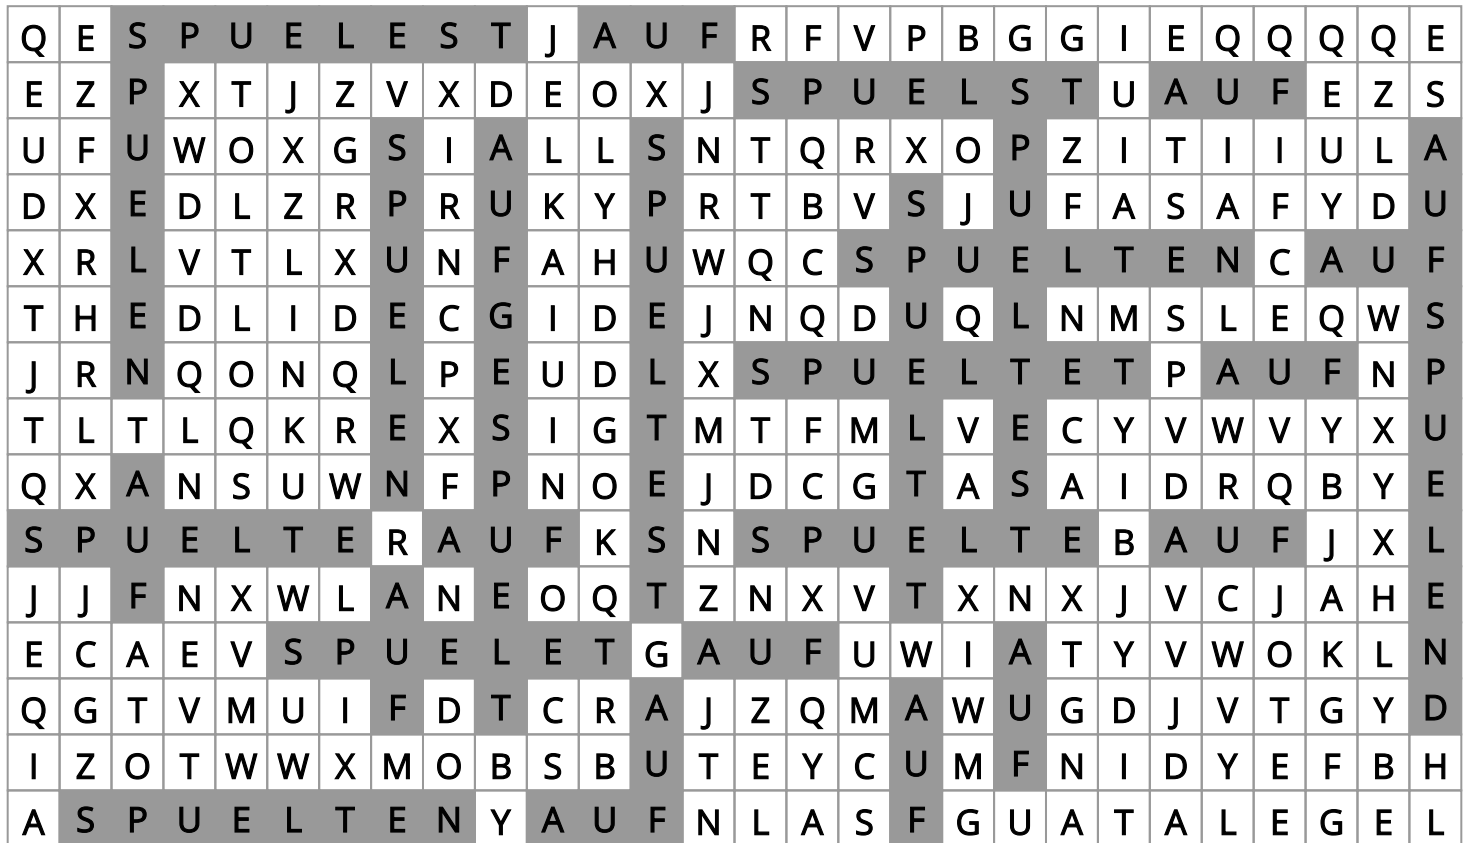 Q E S P U E L E S T J A U F R F V P B G G I E Q Q Q Q E
E Z P X T J Z V X D E O X J S P U E L S T U A U F E Z S
U F U W O X G S I A L L S N T Q R X O P Z I T I I U L A
D X E D L Z R P R U K Y P R T B V S J U F A S A F Y D U
X R L V T L X U N F A H U W Q C S P U E L T E N C A U F
T H E D L I D E C G I D E J N Q D U Q L N M S L E Q W S
J R N Q O N Q L P E U D L X S P U E L T E T P A U F N P
T L T L Q K R E X S I G T M T F M L V E C Y V W V Y X U
Q X A N S U W N F P N O E J D C G T A S A I D R Q B Y E
S P U E L T E R A U F K S N S P U E L T E B A U F J X L
J J F N X W L A N E O Q T Z N X V T X N X J V C J A H E
E C A E V S P U E L E T G A U F U W I A T Y V W O K L N
Q G T V M U I F D T C R A J Z Q M A W U G D J V T G Y D
I Z O T W W X M O B S B U T E Y C U M F N I D Y E F B H
A S P U E L T E N Y A U F N L A S F G U A T A L E G E L